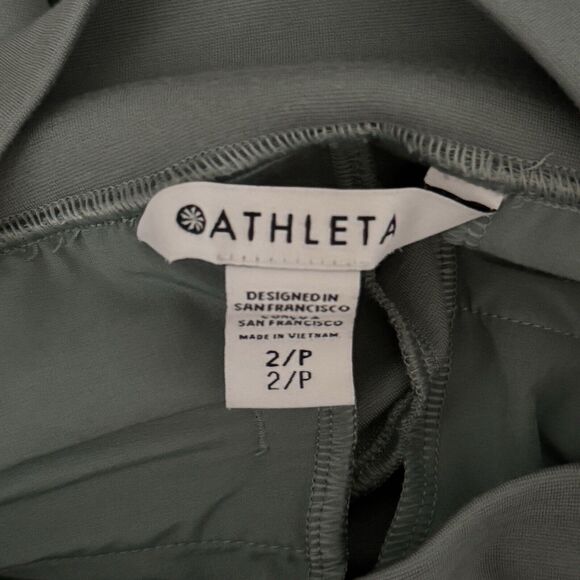 ATHLETA
DESIGNED IN
SAN FRANCISCO
SAN FRANCISCO
MADE IN VIETNAM
2/P
2/P